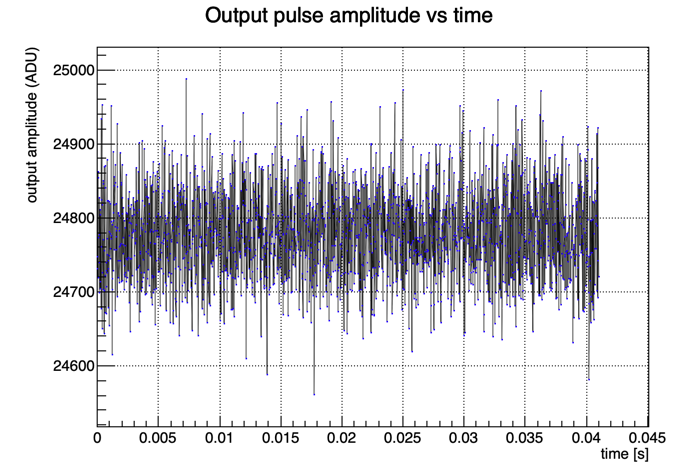 Output pulse amplitude vs time
output amplitude (ADU)
25000
24900
24800
24700
24600
0 0.005 0.01 0.015 0.02 0.025 0.03 0.035 0.04 0.045
time [s]